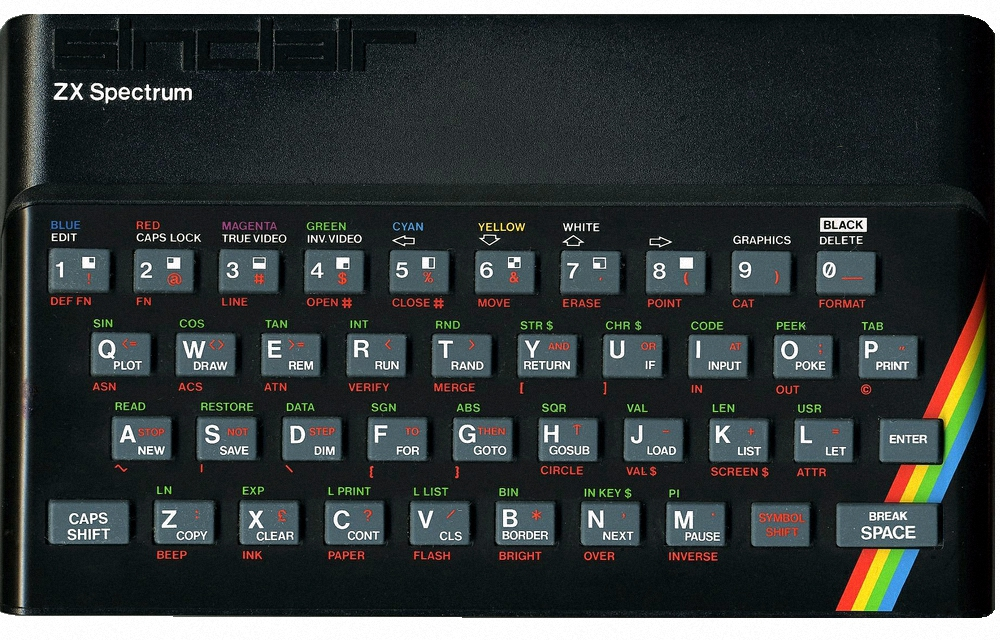 sinclair
ZX Spectrum
BLUE RED MAGENTA GREEN CYAN YELLOW WHITE BLACK
EDIT CAPS LOCK TRUE VIDEO INV. VIDEO GRAPHICS DELETE
1 ! 2 @ 3 # 4 $ 5 % 6 & 7 ' 8 ( 9 ) 0 _
DEF FN FN LINE OPEN # CLOSE # MOVE ERASE POINT CAT FORMAT
SIN COS TAN INT RND STR $ CHR $ CODE PEEK TAB
Q <= W <> E >= R < T > Y AND U OR I AT O ; P "
PLOT DRAW REM RUN RAND RETURN IF INPUT POKE PRINT
ASN ACS ATN VERIFY MERGE [ ] IN OUT ©
READ RESTORE DATA SGN ABS SQR VAL LEN USR
A STOP S NOT D STEP F TO G THEN H ↑ J − K + L = ENTER
NEW SAVE DIM FOR GOTO GOSUB LOAD LIST LET
~ | \ [ ] CIRCLE VAL $ SCREEN $ ATTR
LN EXP L PRINT L LIST BIN IN KEY $ PI
CAPS Z : X £ C ? V / B * N , M . SYMBOL BREAK
SHIFT COPY CLEAR CONT CLS BORDER NEXT PAUSE SHIFT SPACE
BEEP INK PAPER FLASH BRIGHT OVER INVERSE